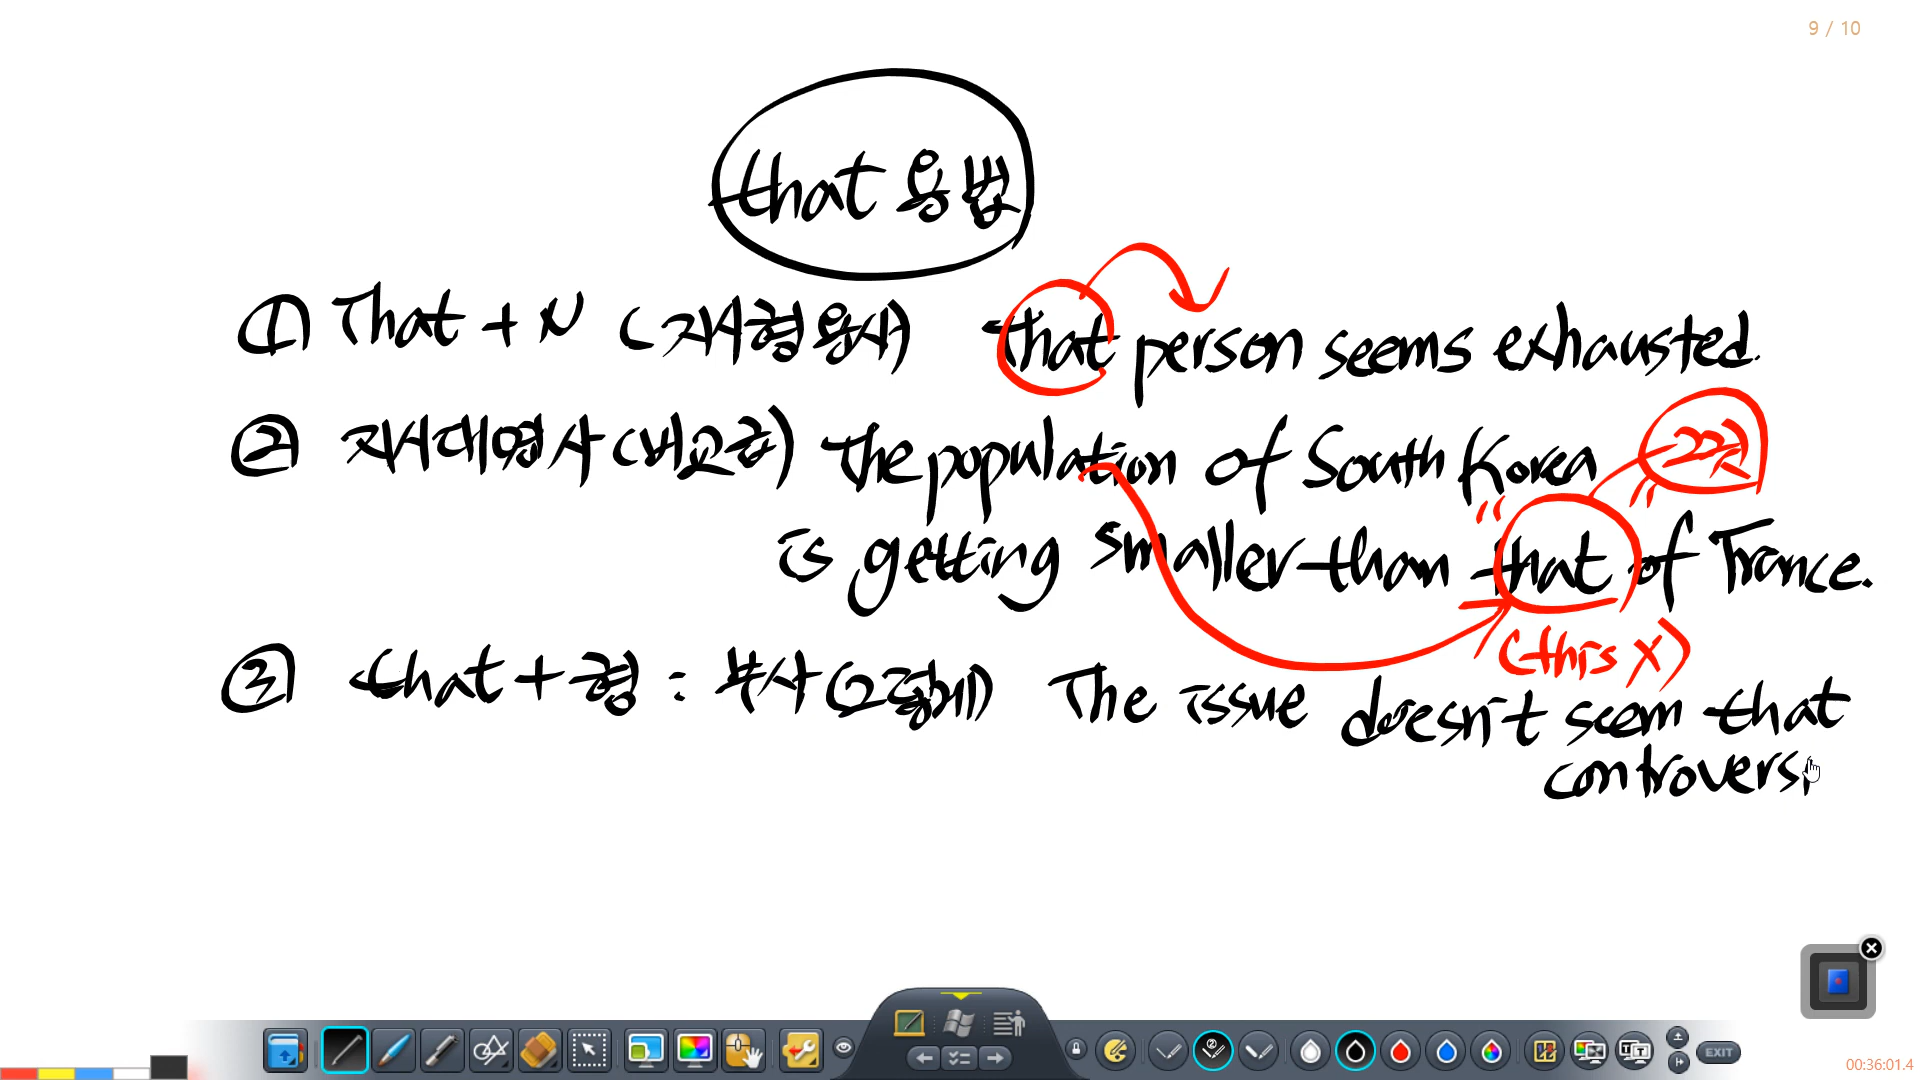 9 / 10
that 용법
① That + N (지시형용사) that person seems exhausted.
② 지시대명사 (비교급) The population of South Korea
is getting smaller than that of France.
(this X)
③ that + 형 : 부사 (그렇게) The issue doesn't seem that
controversi
EXIT
00:36:01.4